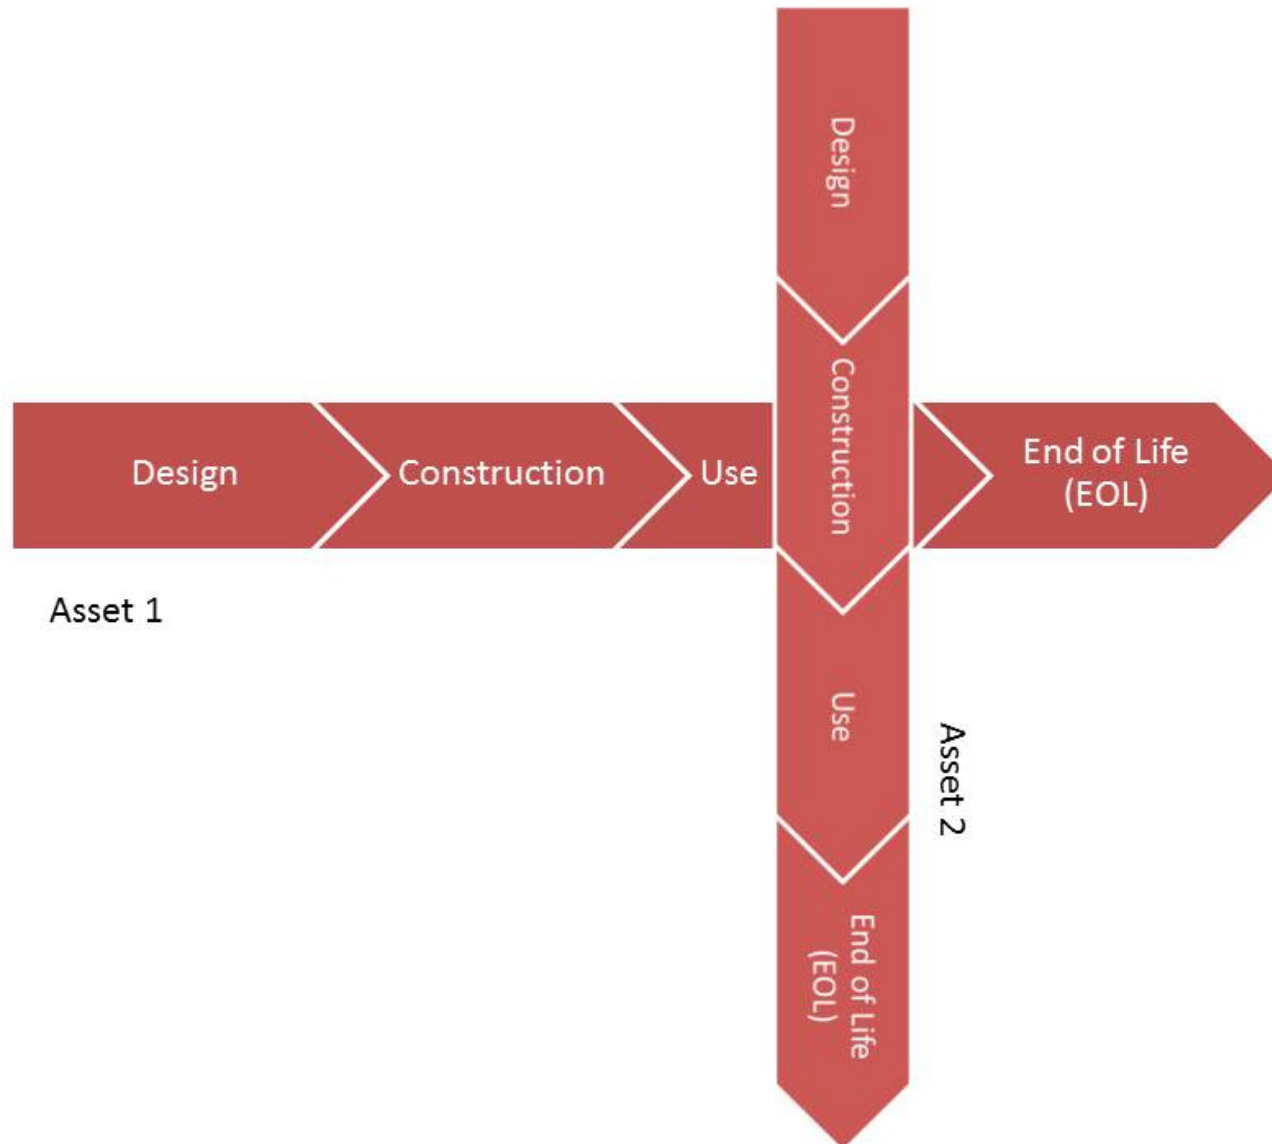 Design
Construction
Design
Construction
Use
End of Life
(EOL)
Asset 1
Use
Asset 2
End of Life
(EOL)